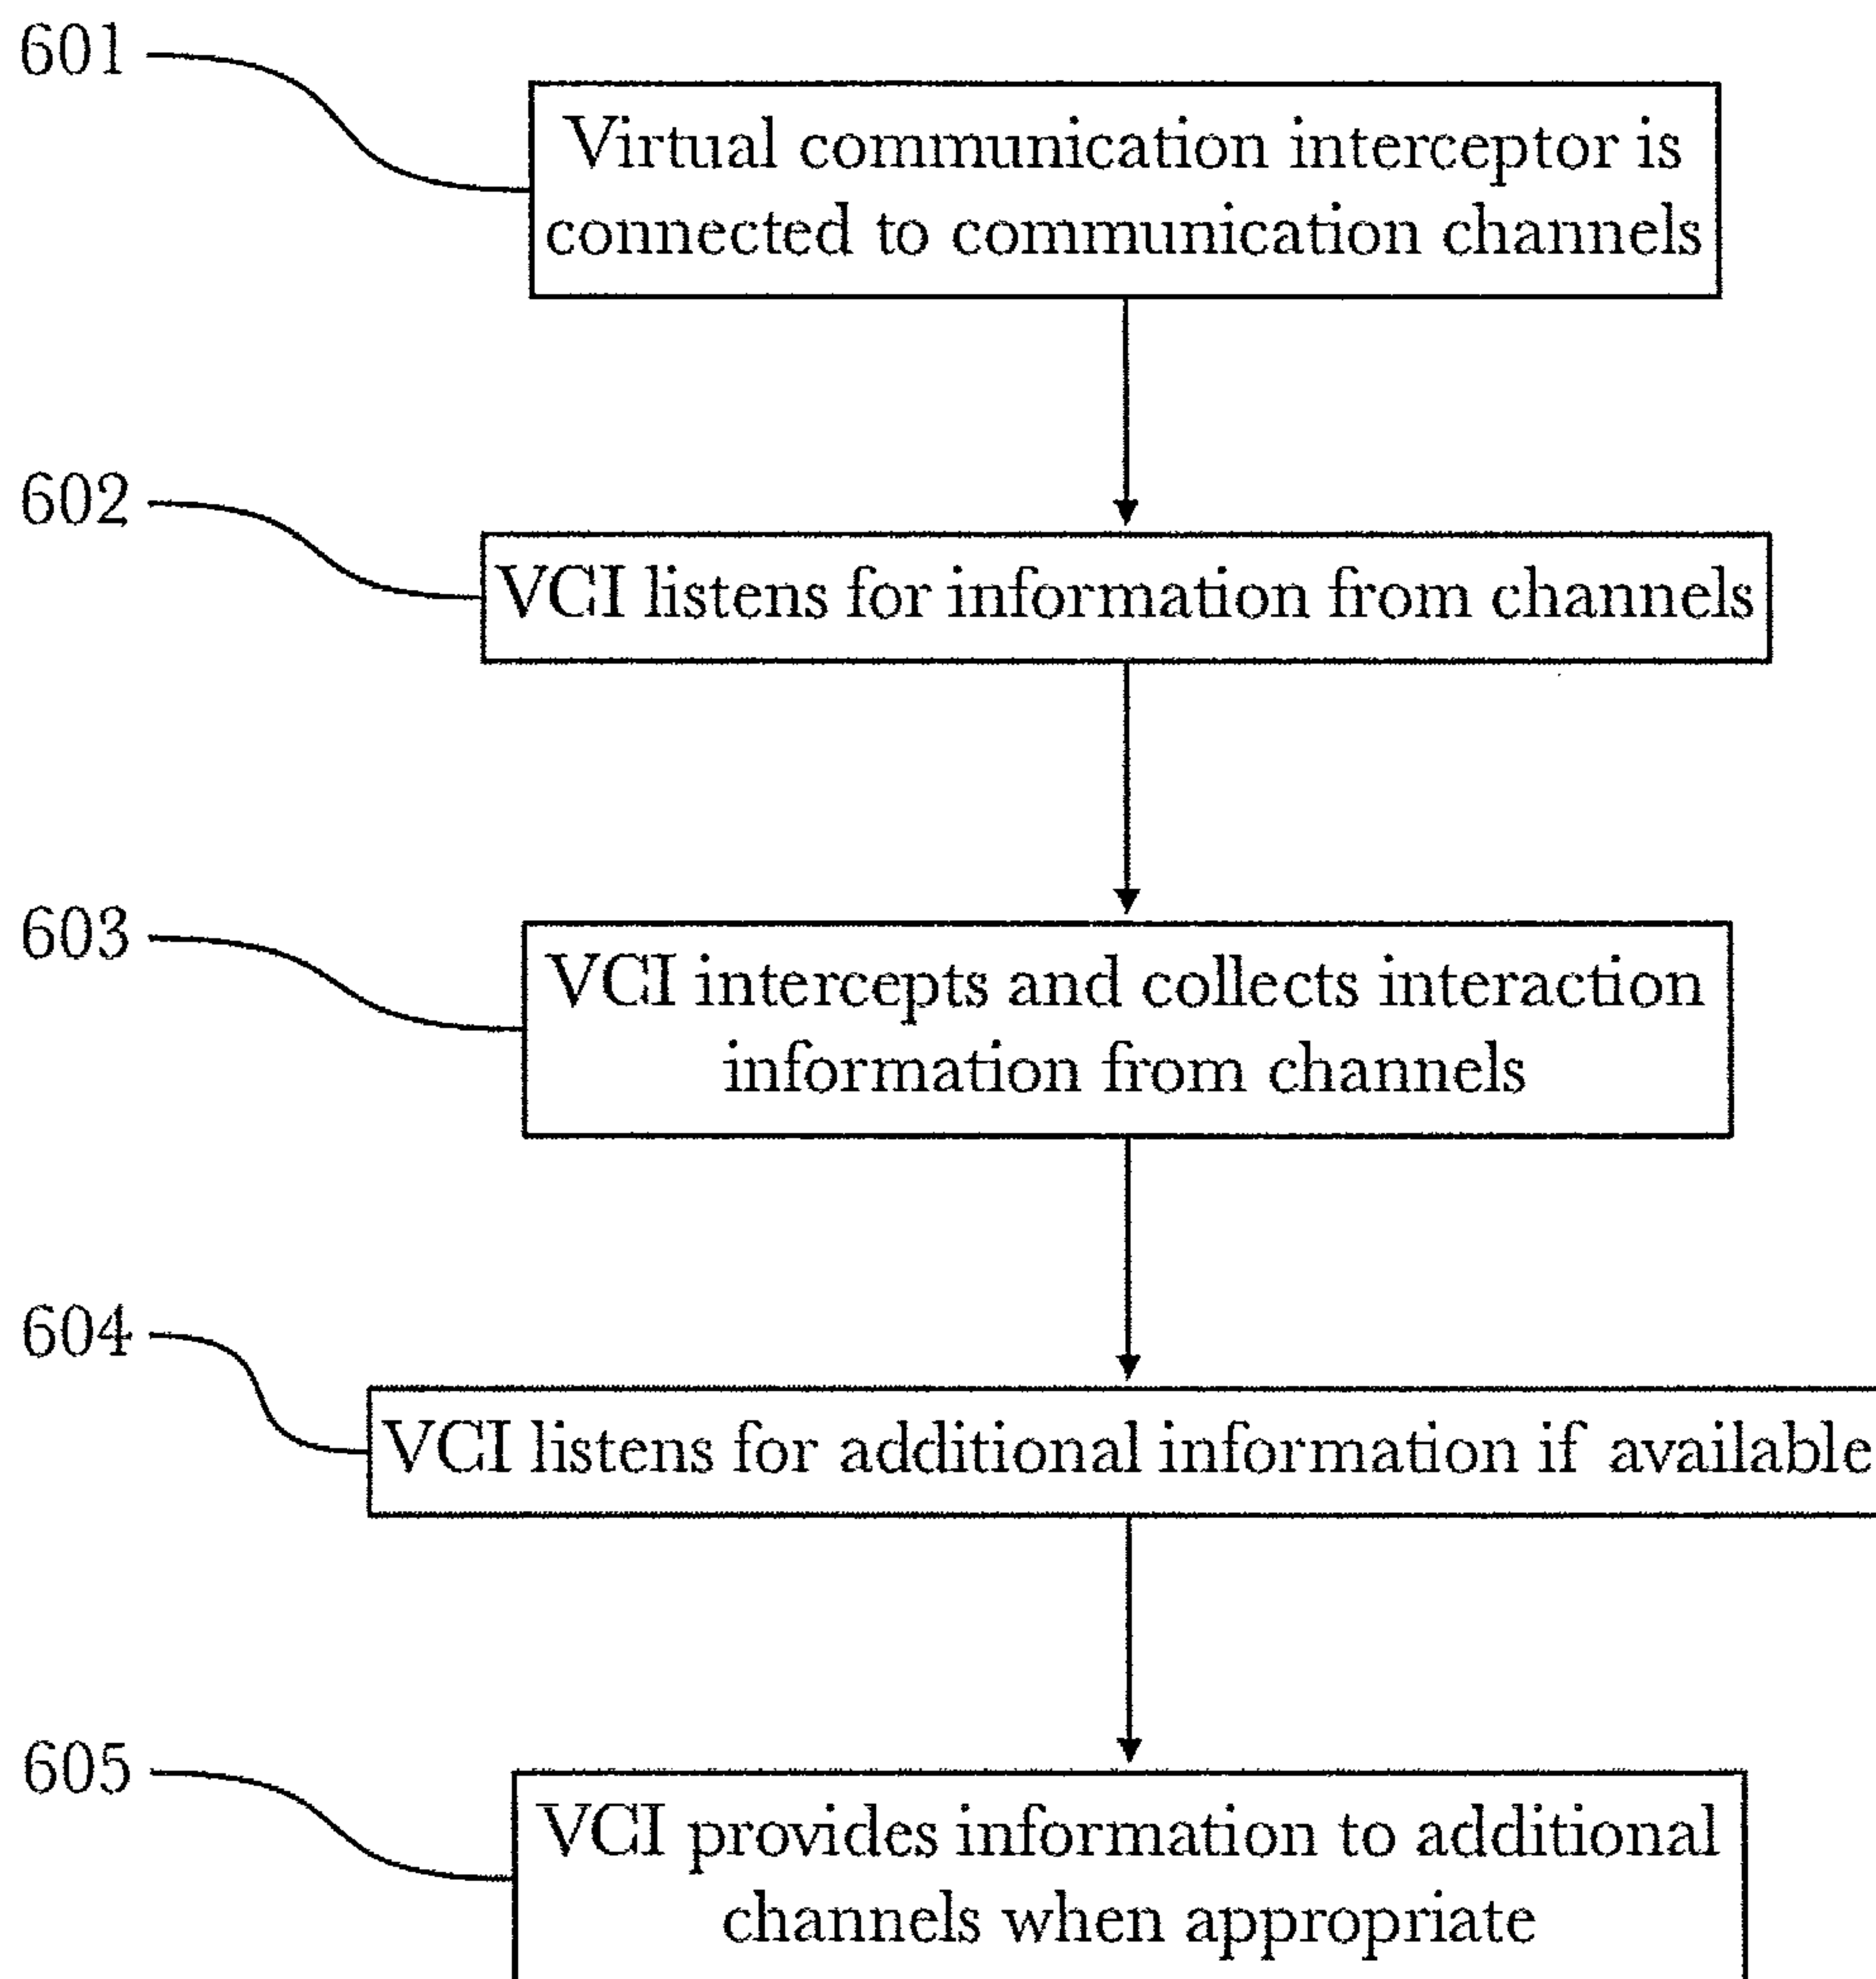 601
Virtual communication interceptor is
connected to communication channels
602
VCI listens for information from channels
603
VCI intercepts and collects interaction
information from channels
604
VCI listens for additional information if available
605
VCI provides information to additional
channels when appropriate